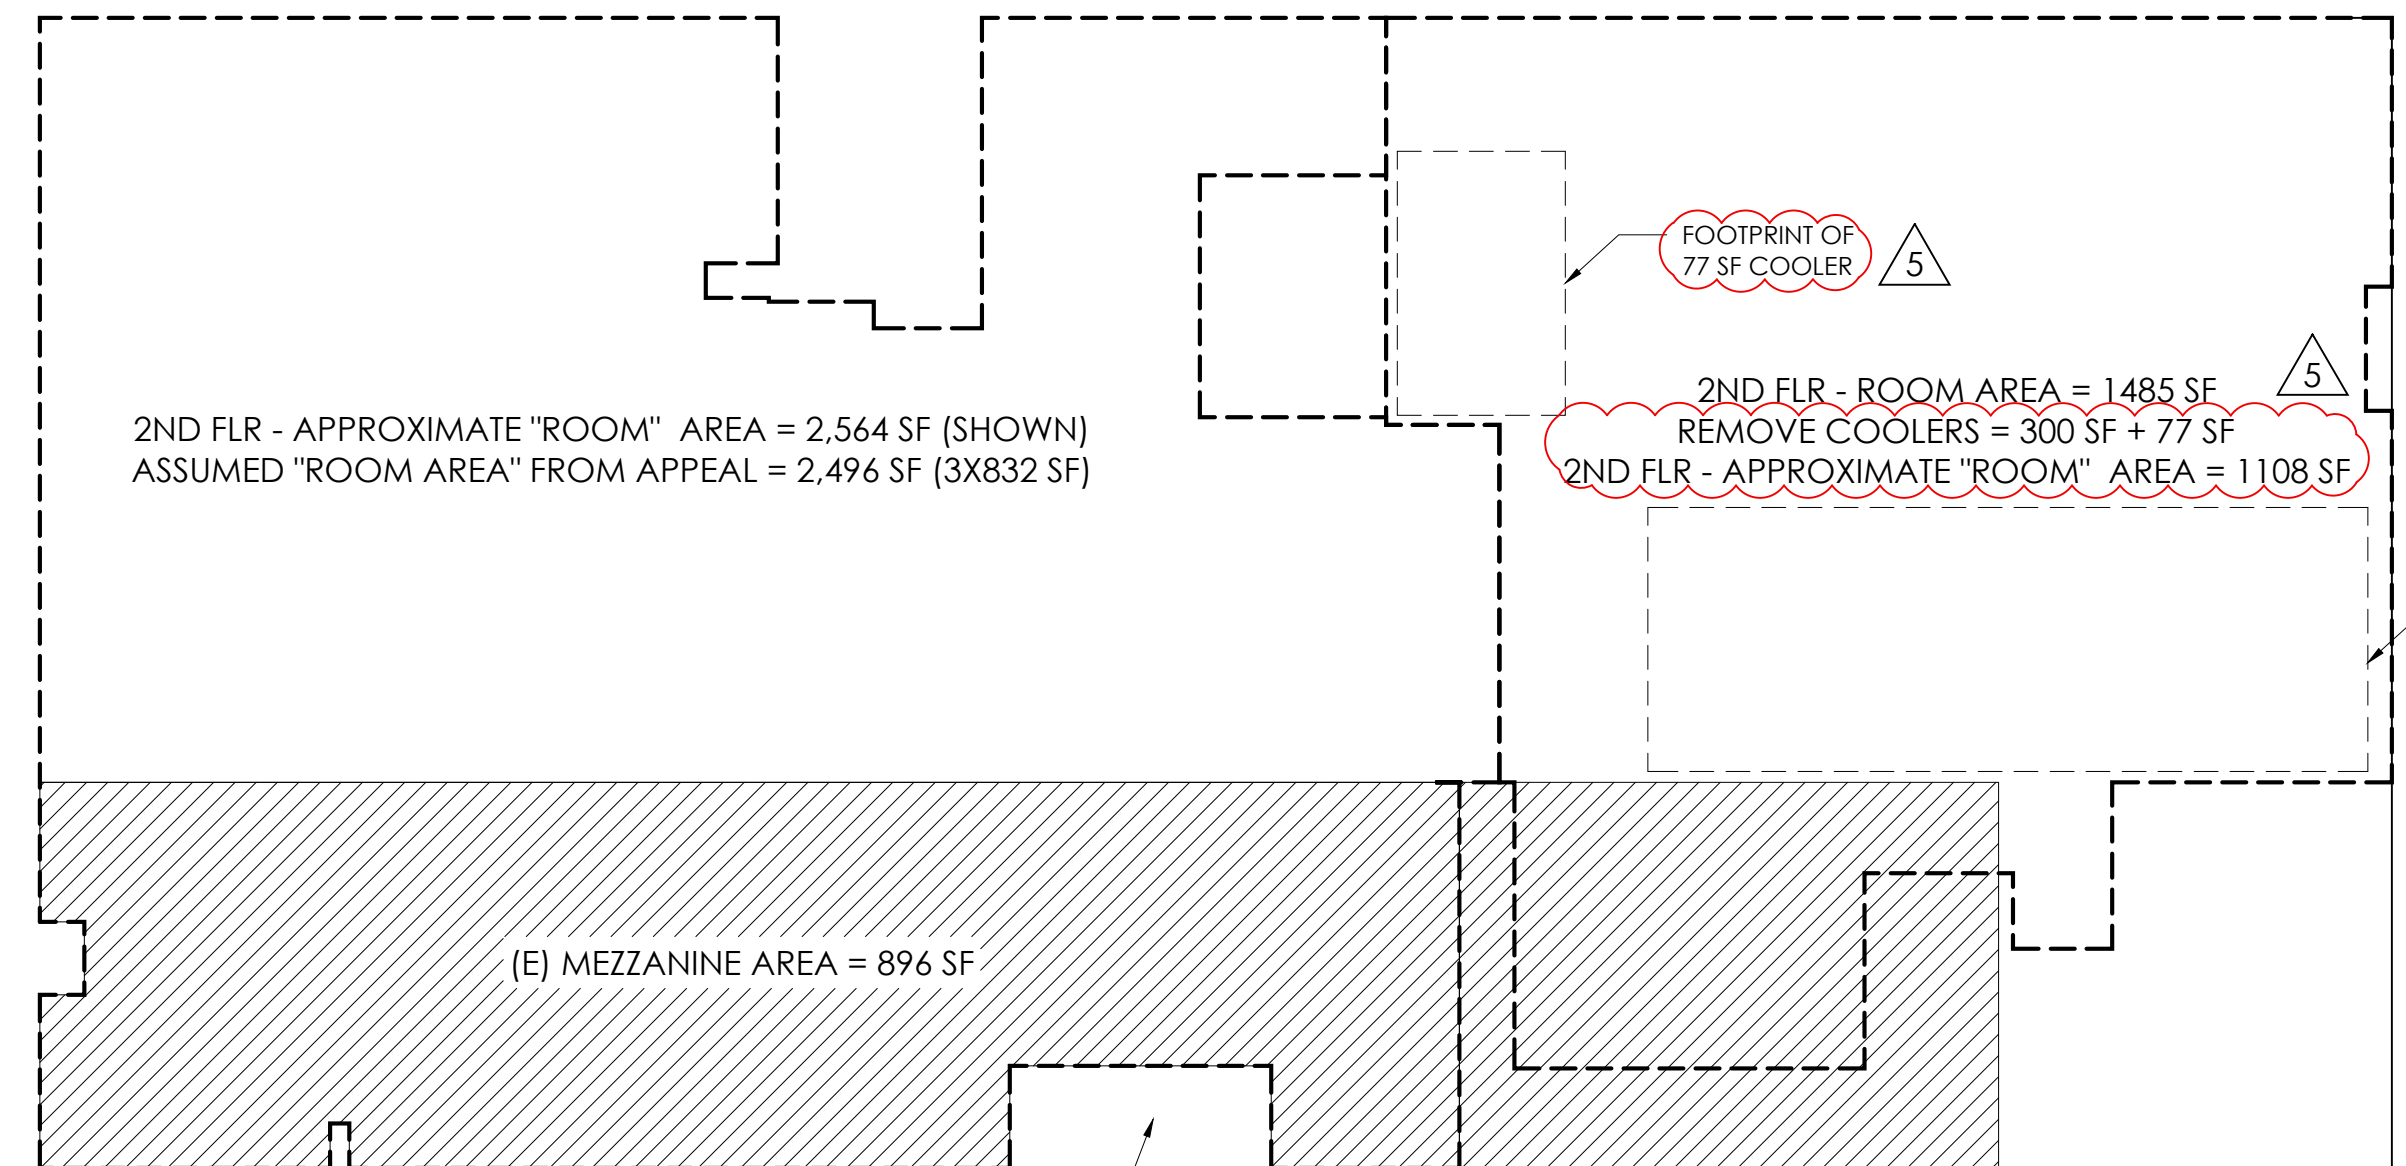 FOOTPRINT OF
77 SF COOLER
5
5
2ND FLR - ROOM AREA = 1485 SF
REMOVE COOLERS = 300 SF + 77 SF
2ND FLR - APPROXIMATE "ROOM" AREA = 1108 SF
2ND FLR - APPROXIMATE "ROOM" AREA = 2,564 SF (SHOWN)
ASSUMED "ROOM AREA" FROM APPEAL = 2,496 SF (3X832 SF)
(E) MEZZANINE AREA = 896 SF